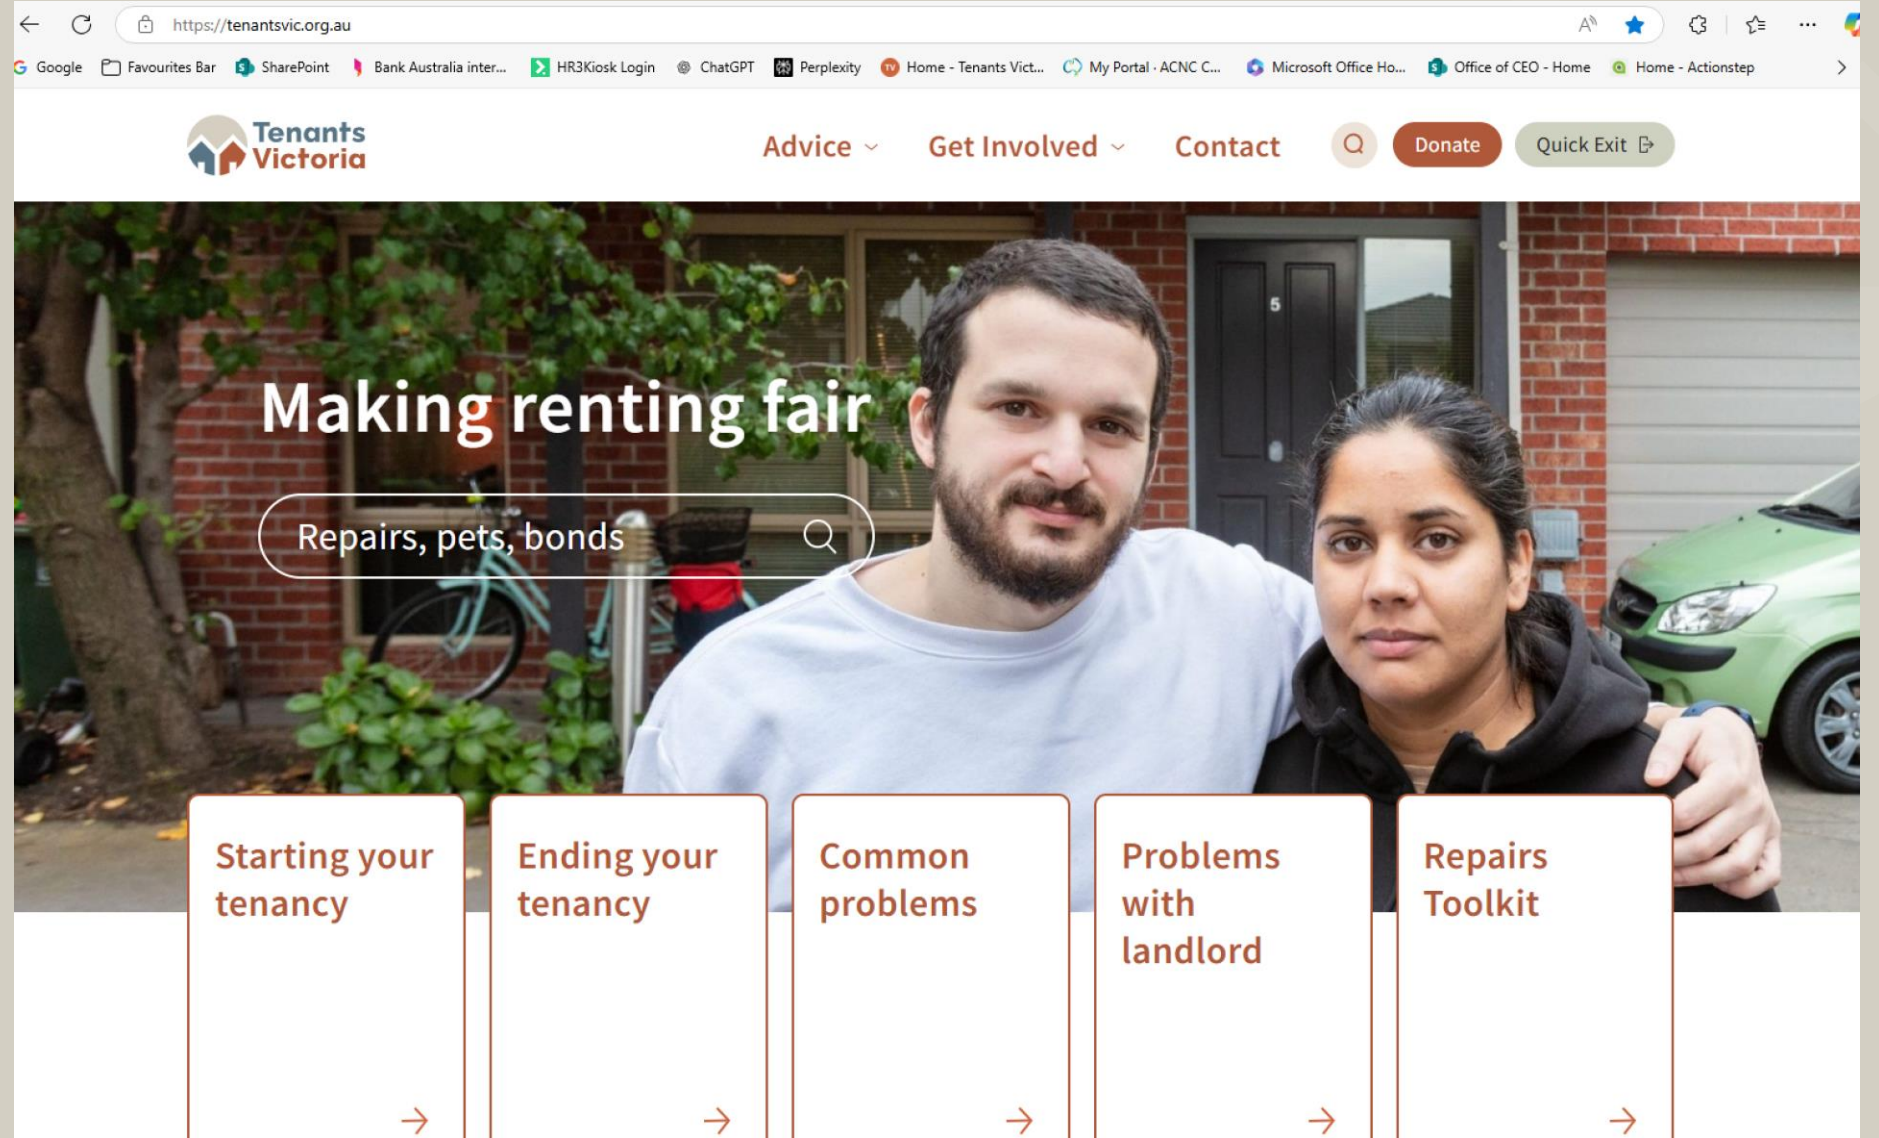 https://tenantsvic.org.au
Google Favourites Bar SharePoint Bank Australia inter... HR3Kiosk Login ChatGPT Perplexity Home - Tenants Vict... My Portal · ACNC C... Microsoft Office Ho... Office of CEO - Home Home - Actionstep
Tenants
Victoria
Advice Get Involved Contact Donate Quick Exit
5
Making renting fair
Repairs, pets, bonds
Starting your
tenancy
Ending your
tenancy
Common
problems
Problems
with
landlord
Repairs
Toolkit